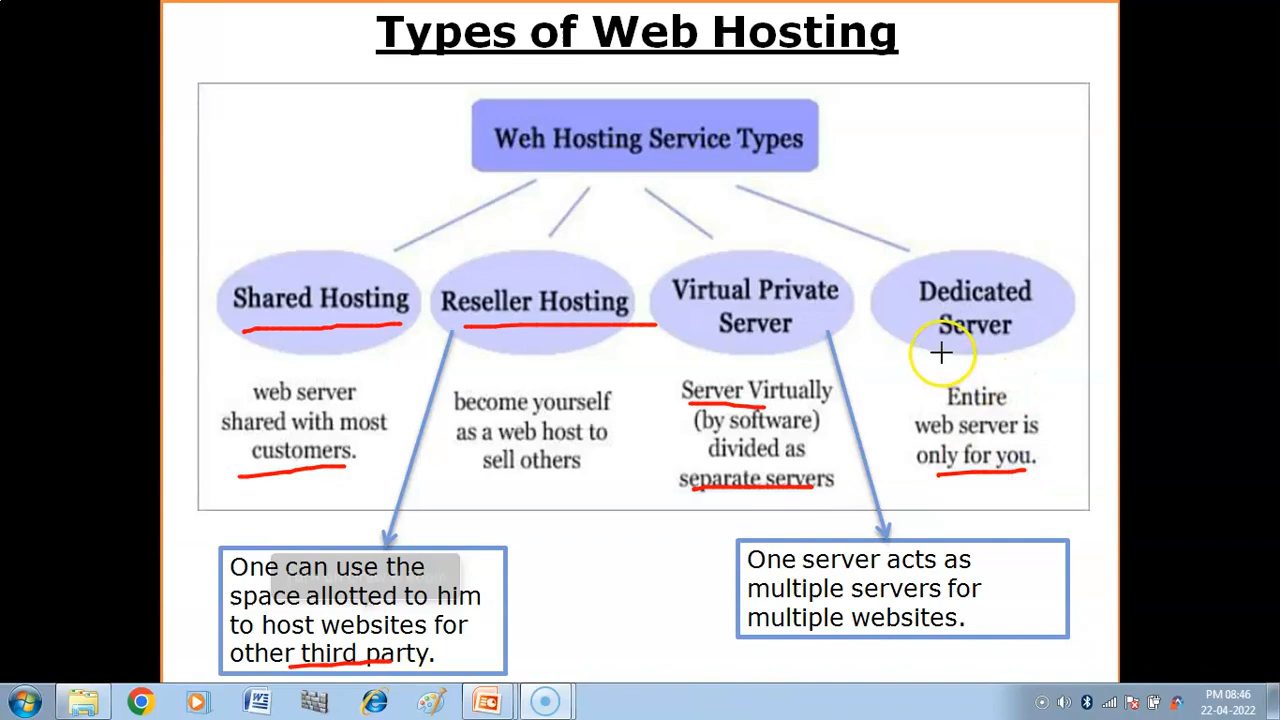 Types of Web Hosting
Weh Hosting Service Types
Shared Hosting
web server
shared with most
customers.
Reseller Hosting
become yourself
as a web host to
sell others
Virtual Private
Server
Server Virtually
(by software)
divided as
separate servers
Dedicated
Server
Entire
web server is
only for you.
One can use the
space allotted to him
to host websites for
other third party.
One server acts as
multiple servers for
multiple websites.
PM 08:46
22-04-2022